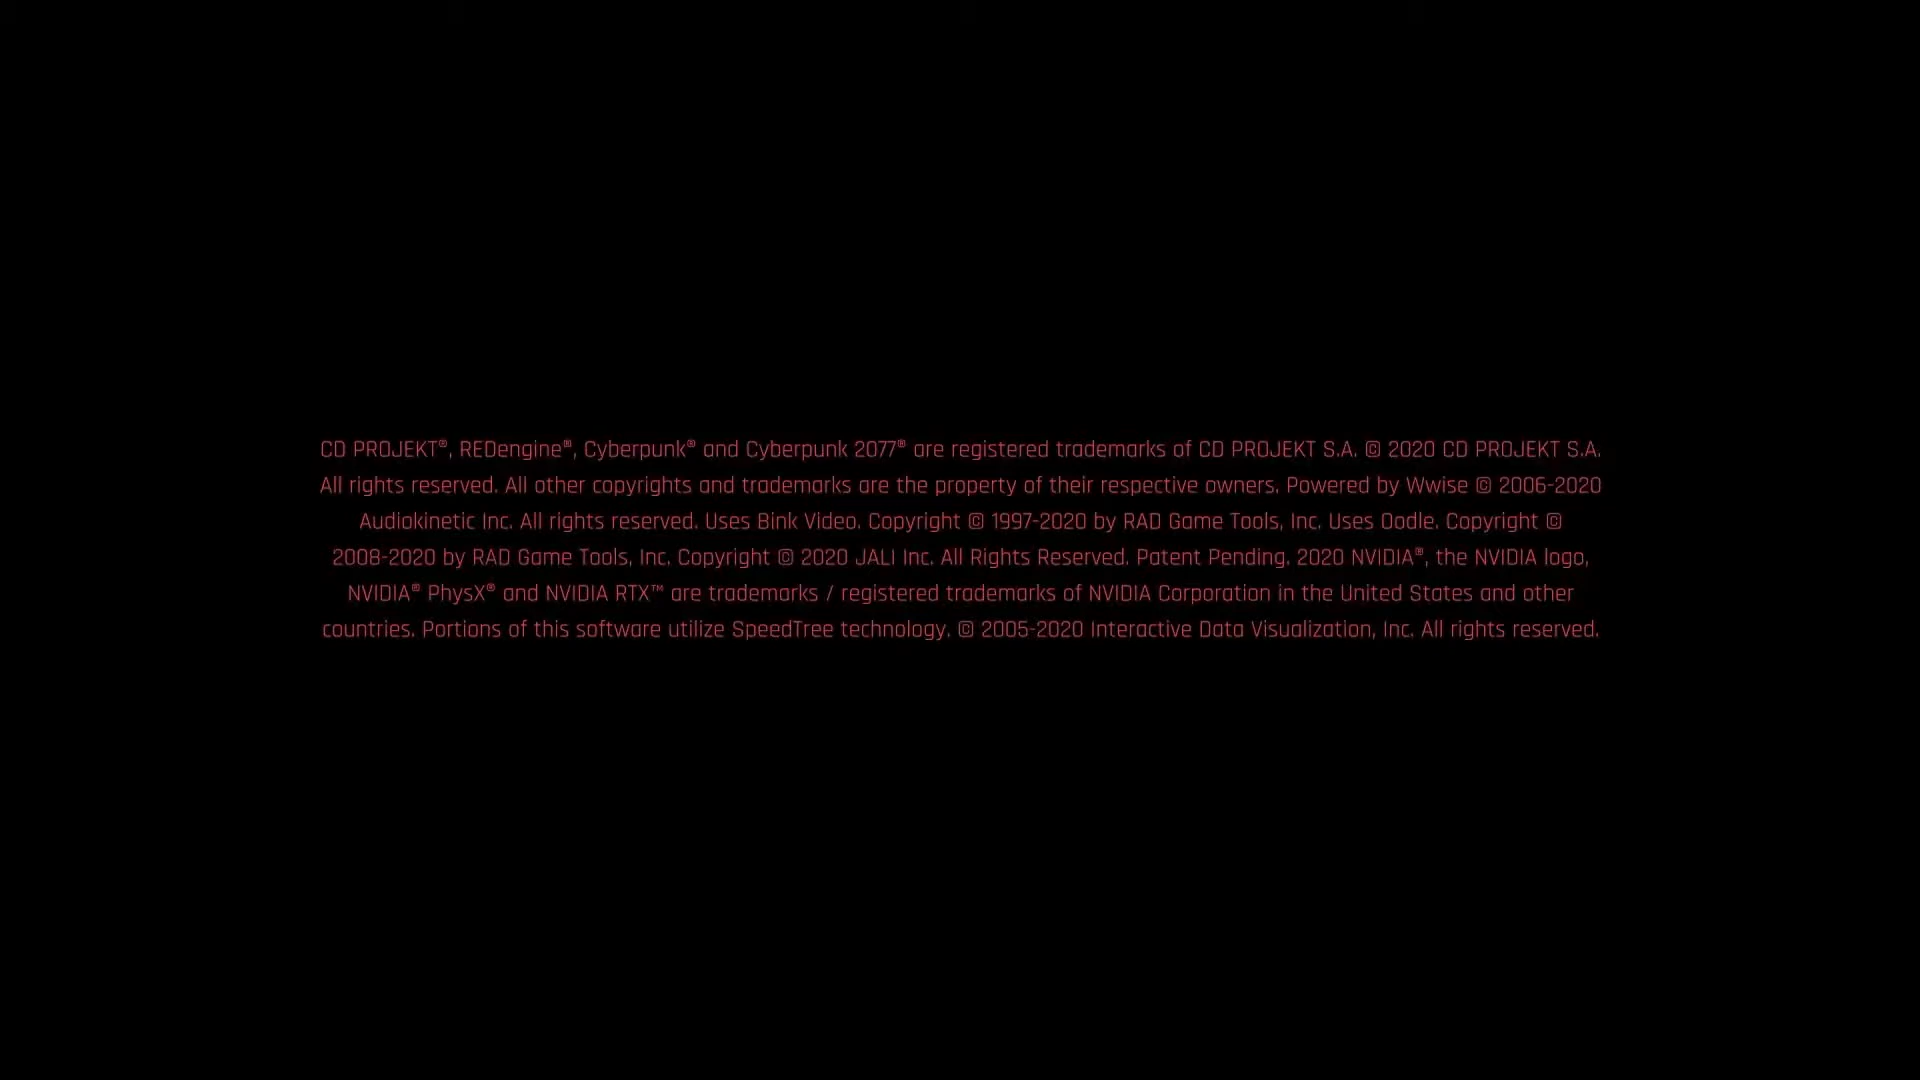 CD PROJEKT®, REDengine®, Cyberpunk® and Cyberpunk 2077® are registered trademarks of CD PROJEKT S.A. © 2020 CD PROJEKT S.A.
All rights reserved. All other copyrights and trademarks are the property of their respective owners. Powered by Wwise © 2006-2020
Audiokinetic Inc. All rights reserved. Uses Bink Video. Copyright © 1997-2020 by RAD Game Tools, Inc. Uses Oodle. Copyright ©
2008-2020 by RAD Game Tools, Inc. Copyright © 2020 JALI Inc. All Rights Reserved. Patent Pending. 2020 NVIDIA®, the NVIDIA logo,
NVIDIA® PhysX® and NVIDIA RTX™ are trademarks / registered trademarks of NVIDIA Corporation in the United States and other
countries. Portions of this software utilize SpeedTree technology. © 2005-2020 Interactive Data Visualization, Inc. All rights reserved.